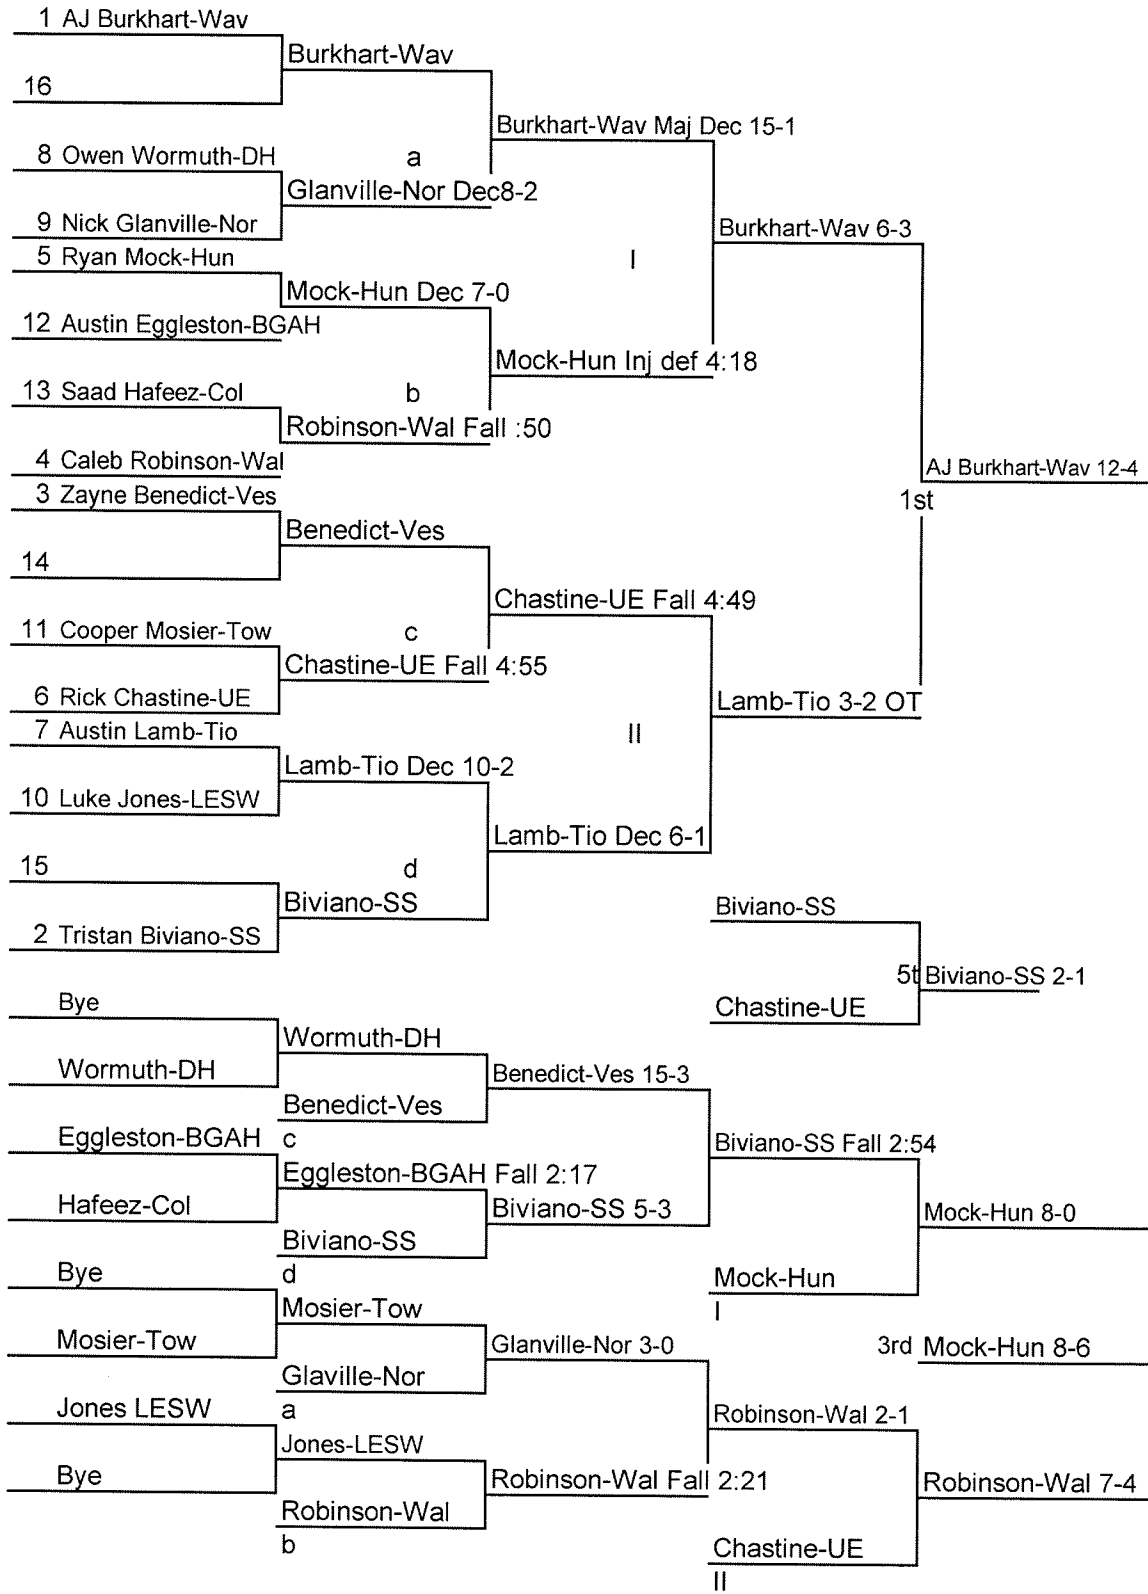 1 AJ Burkhart-Wav
Burkhart-Wav
16
Burkhart-Wav Maj Dec 15-1
8 Owen Wormuth-DH
a
Glanville-Nor Dec8-2
9 Nick Glanville-Nor
Burkhart-Wav 6-3
5 Ryan Mock-Hun
I
Mock-Hun Dec 7-0
12 Austin Eggleston-BGAH
Mock-Hun Inj def 4:18
13 Saad Hafeez-Col
b
Robinson-Wal Fall :50
4 Caleb Robinson-Wal
AJ Burkhart-Wav 12-4
3 Zayne Benedict-Ves
1st
Benedict-Ves
14
Chastine-UE Fall 4:49
11 Cooper Mosier-Tow
c
Chastine-UE Fall 4:55
6 Rick Chastine-UE
Lamb-Tio 3-2 OT
7 Austin Lamb-Tio
II
Lamb-Tio Dec 10-2
10 Luke Jones-LESW
Lamb-Tio Dec 6-1
15
d
Biviano-SS
Biviano-SS
2 Tristan Biviano-SS
5t Biviano-SS 2-1
Bye
Chastine-UE
Wormuth-DH
Wormuth-DH
Benedict-Ves 15-3
Benedict-Ves
Eggleston-BGAH
c
Biviano-SS Fall 2:54
Eggleston-BGAH Fall 2:17
Hafeez-Col
Biviano-SS 5-3
Mock-Hun 8-0
Biviano-SS
Bye
d
Mock-Hun
Mosier-Tow
I
Mosier-Tow
Glanville-Nor 3-0
3rd Mock-Hun 8-6
Glaville-Nor
Jones LESW
a
Robinson-Wal 2-1
Jones-LESW
Bye
Robinson-Wal Fall 2:21
Robinson-Wal 7-4
Robinson-Wal
b
Chastine-UE
II